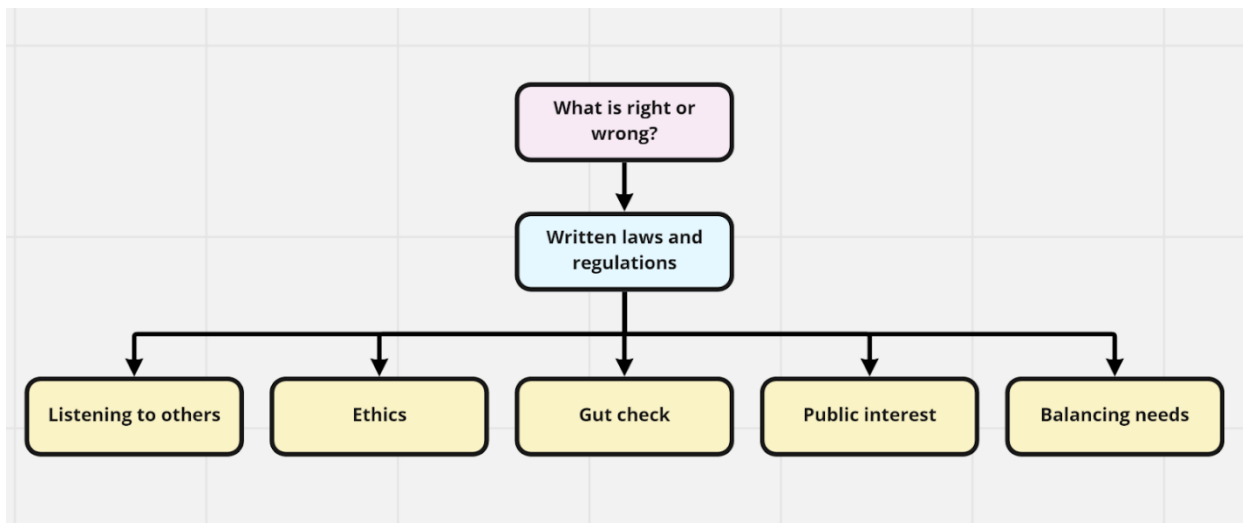 What is right or
wrong?
Written laws and
regulations
Listening to others
Ethics
Gut check
Public interest
Balancing needs